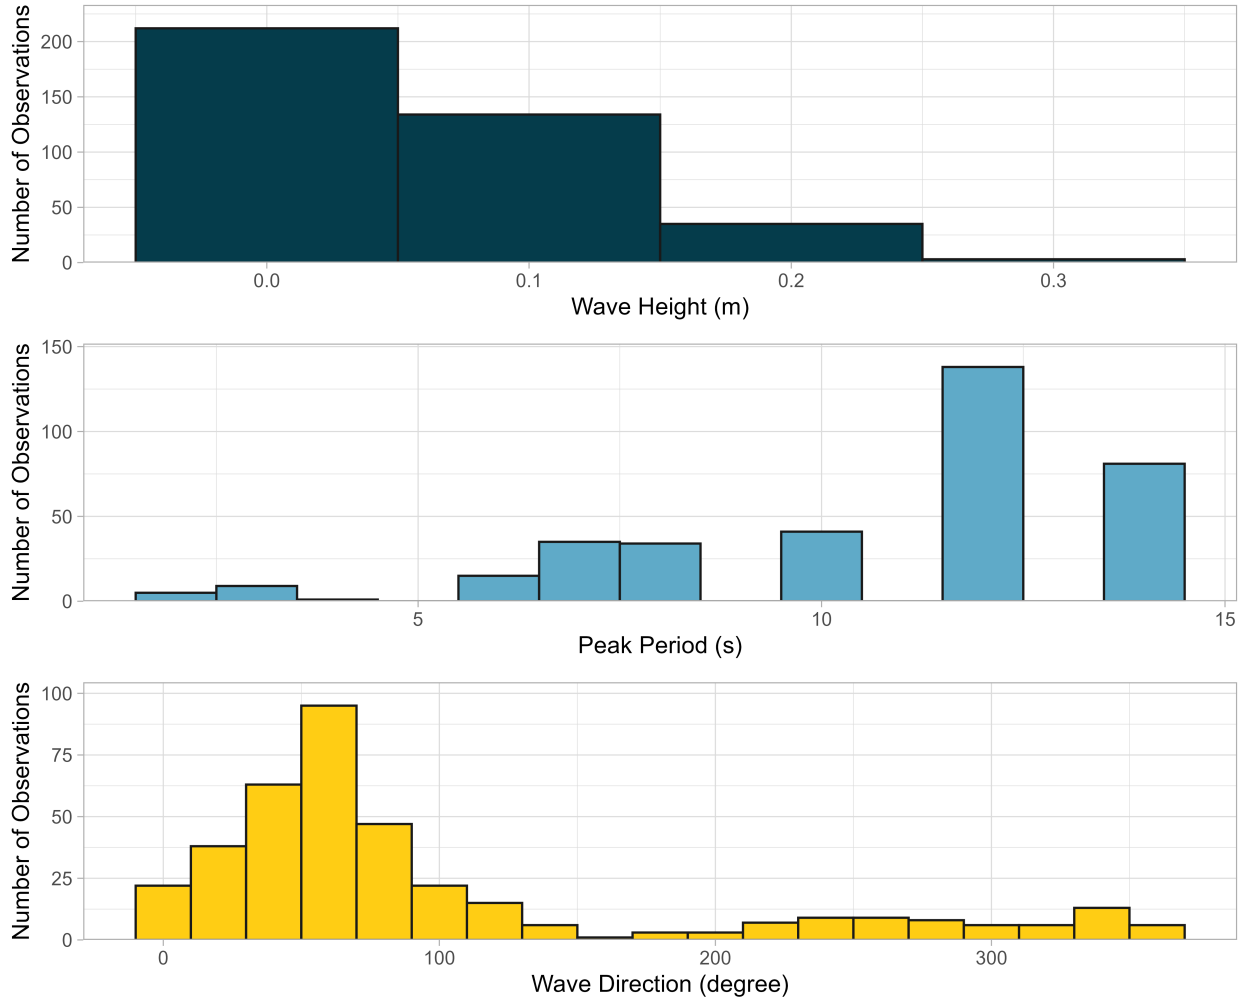 Number of Observations
200
150
100
50
0
0.0 0.1 0.2 0.3
Wave Height (m)
Number of Observations
150
100
50
0
5 10 15
Peak Period (s)
Number of Observations
100
75
50
25
0
0 100 200 300
Wave Direction (degree)